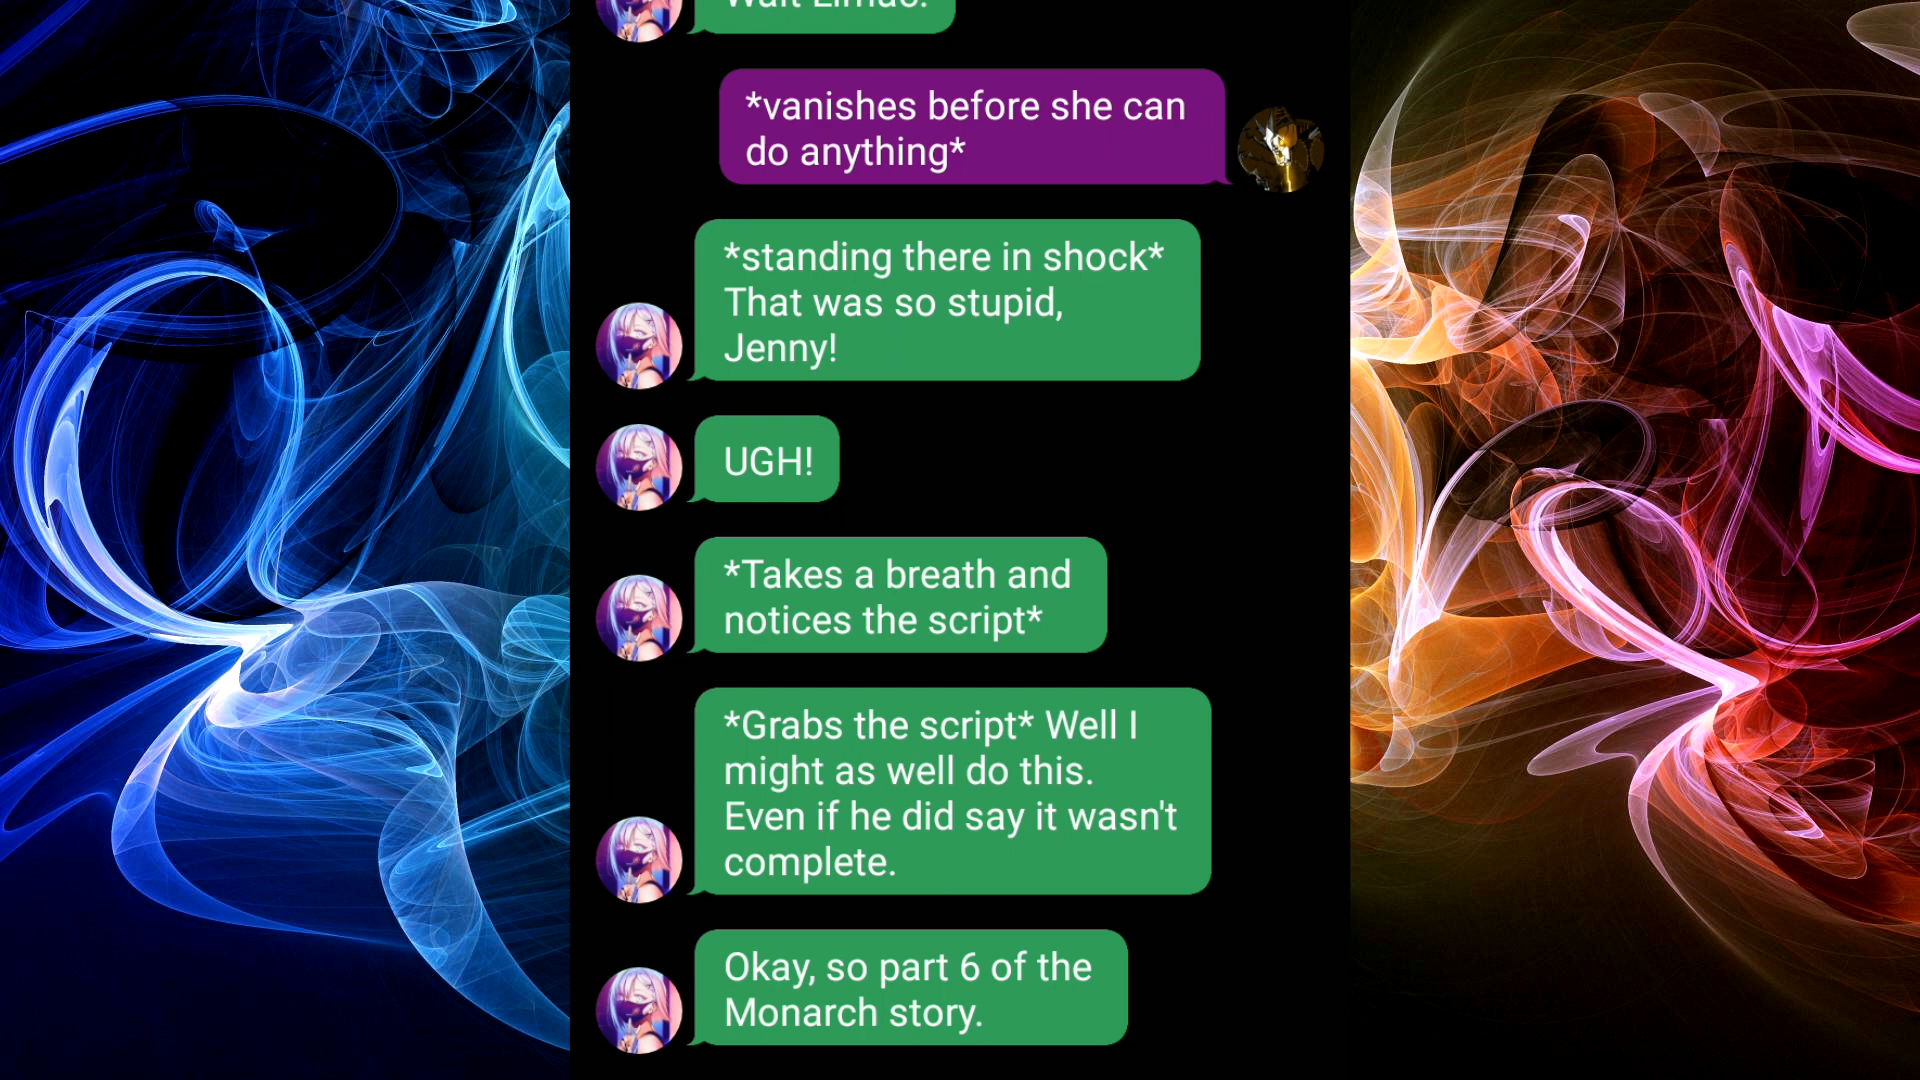 Wait
*vanishes before she can
do anything*
*standing there in shock*
That was so stupid,
Jenny!
UGH!
*Takes a breath and
notices the script*
*Grabs the script* Well I
might as well do this.
Even if he did say it wasn't
complete.
Okay, so part 6 of the
Monarch story.